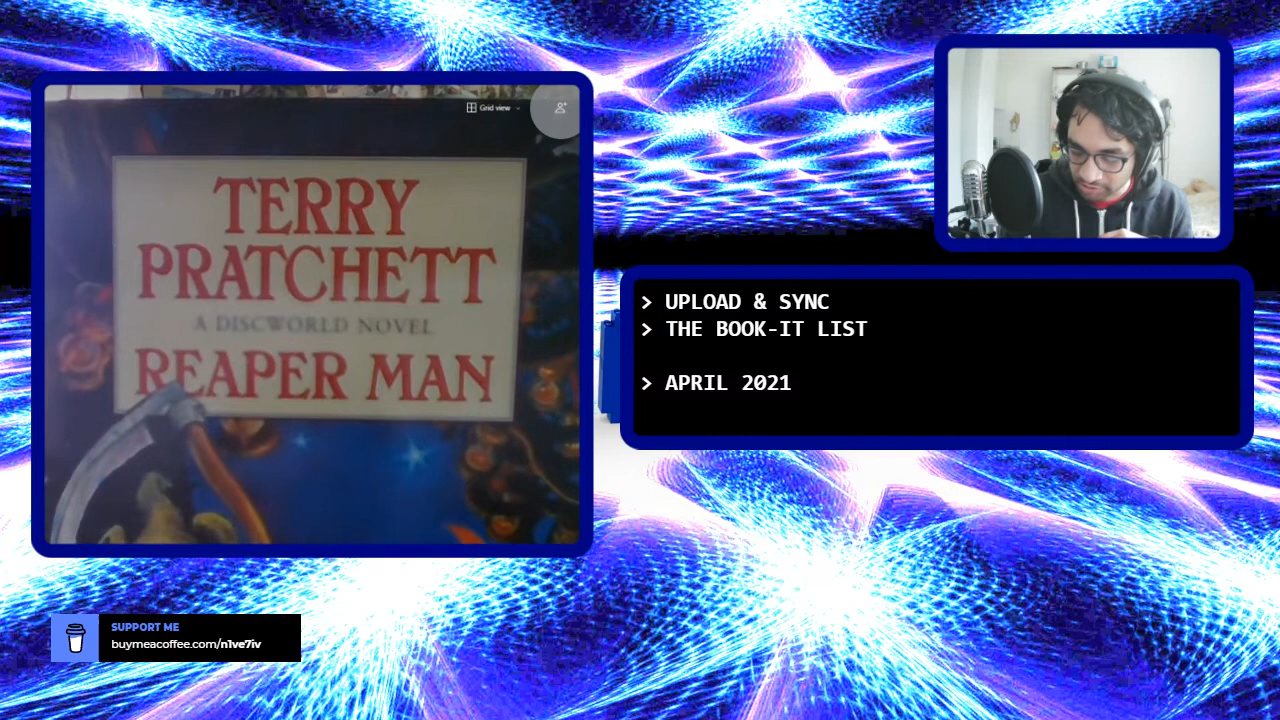 Grid view
TERRY
PRATCHETT
A DISCWORLD NOVEL
REAPER MAN
> UPLOAD & SYNC
> THE BOOK-IT LIST
> APRIL 2021
SUPPORT ME
buymeacoffee.com/n1ve7iv